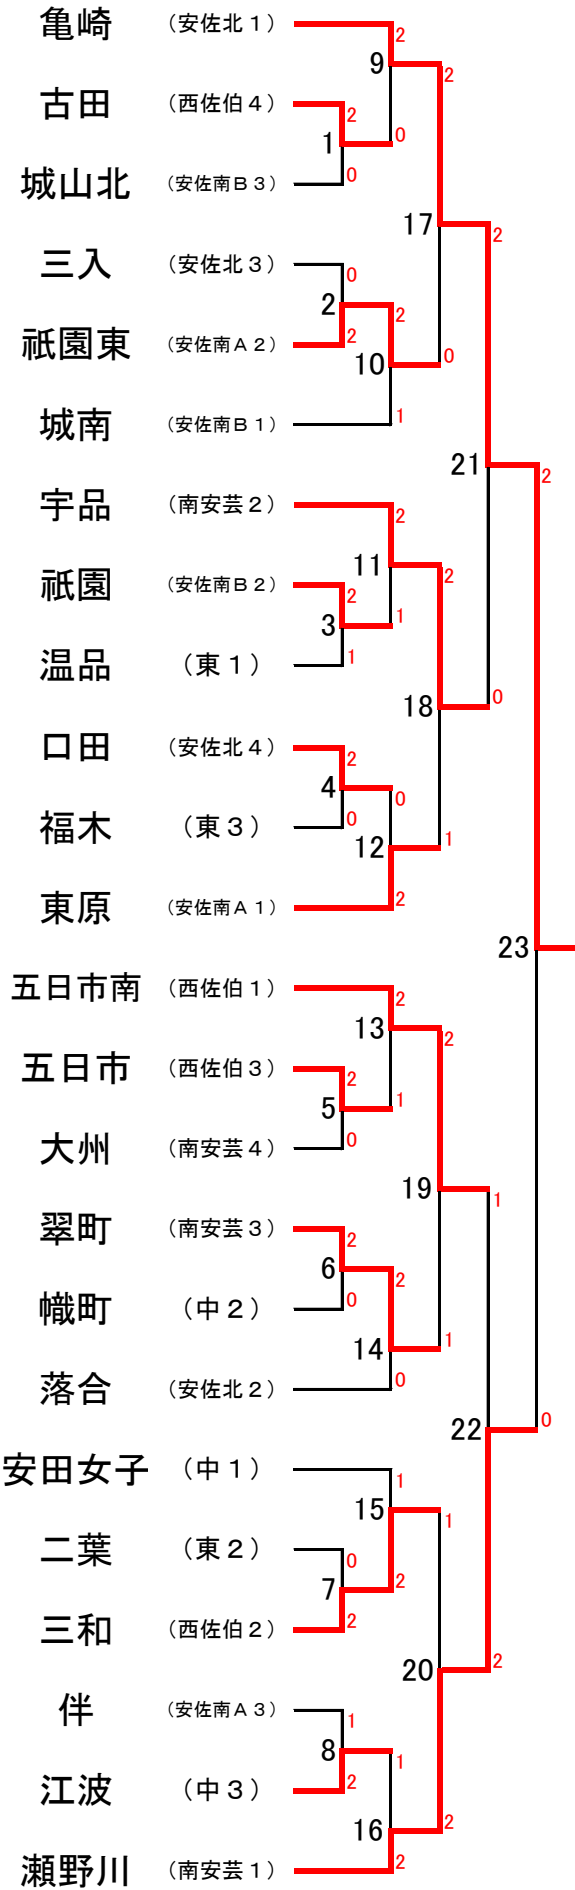 亀崎 （安佐北１） 2
9 2
古田 （西佐伯４） 2
1 0
城山北 （安佐南Ｂ３） 0
17 2
三入 （安佐北３） 0
2 2
祇園東 （安佐南Ａ２） 2
10 0
城南 （安佐南Ｂ１） 1
21 2
宇品 （南安芸２） 2
11 2
祇園 （安佐南Ｂ２） 2
3 1
温品 （東１） 1
18 0
口田 （安佐北４） 2
4 0
福木 （東３） 0
12 1
東原 （安佐南Ａ１） 2
23
五日市南 （西佐伯１） 2
13 2
五日市 （西佐伯３） 2
5 1
大州 （南安芸４） 0
19 1
翠町 （南安芸３） 2
6 2
幟町 （中２） 0
14 1
落合 （安佐北２） 0
22 0
安田女子 （中１） 1
15 1
二葉 （東２） 0
7 2
三和 （西佐伯２） 2
20 2
伴 （安佐南Ａ３） 1
8 1
江波 （中３） 2
16 2
瀬野川 （南安芸１） 2